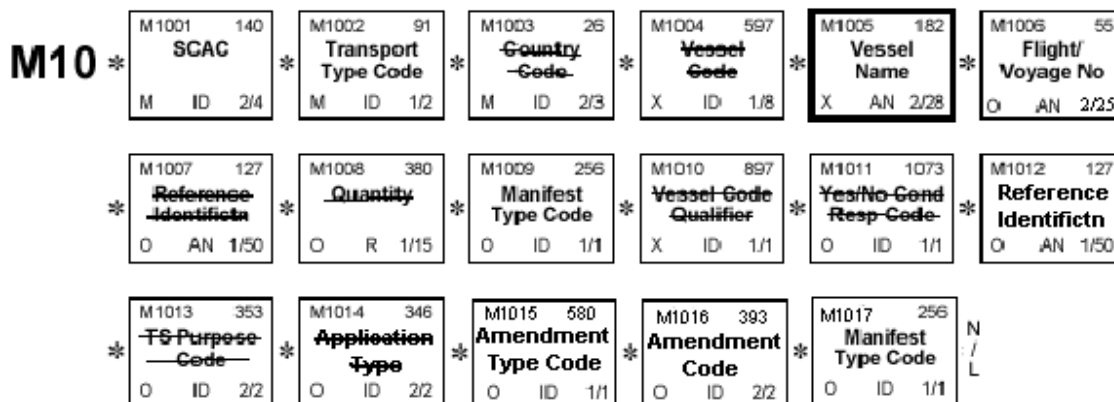 M10 * M1001 140 * M1002 91 * M1003 26 * M1004 597 * M1005 182 * M1006 55
SCAC Transport Country Vessel Vessel Flight/
Type Code Code Code Name Voyage No
M ID 2/4 M ID 1/2 M ID 2/3 X ID 1/8 X AN 2/28 O AN 2/25
* M1007 127 * M1008 380 * M1009 256 * M1010 897 * M1011 1073 * M1012 127
Reference Quantity Manifest Vessel Code Yes/No Cond Reference
Identifictn Type Code Qualifier Resp Code Identifictn
O AN 1/50 O R 1/15 O ID 1/1 X ID 1/1 O ID 1/1 O AN 1/50
* M1013 353 * M1014 346 * M1015 580 * M1016 393 * M1017 256 N
TS Purpose Application Amendment Amendment Manifest /
Code Type Type Code Code Type Code L
O ID 2/2 O ID 2/2 O ID 1/1 O ID 2/2 O ID 1/1